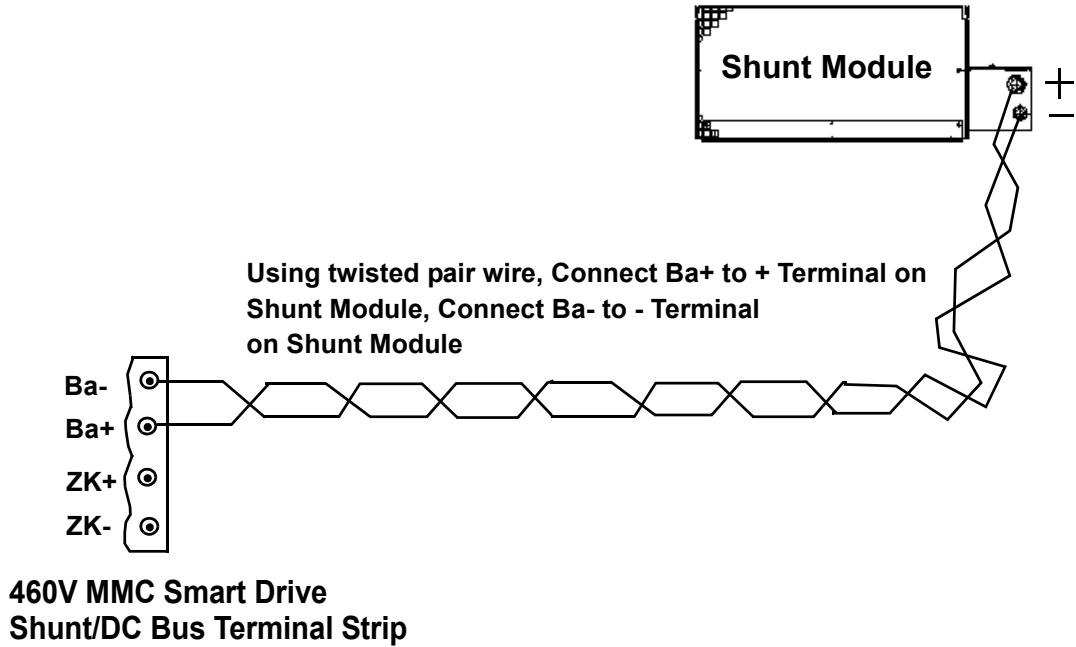 Shunt Module
+
−
Using twisted pair wire, Connect Ba+ to + Terminal on
Shunt Module, Connect Ba- to - Terminal
on Shunt Module
Ba-
Ba+
ZK+
ZK-
460V MMC Smart Drive
Shunt/DC Bus Terminal Strip